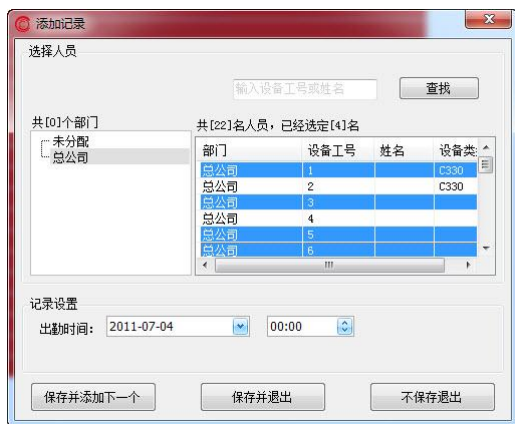 添加记录
选择人员
输入设备工号或姓名
查找
共[0]个部门
未分配
总公司
共[22]名人员，已经选定[4]名
部门 设备工号 姓名 设备类
总公司 1 C330
总公司 2 C330
总公司 3
总公司 4
总公司 5
总公司 6
记录设置
出勤时间： 2011-07-04 00:00
保存并添加下一个 保存并退出 不保存退出